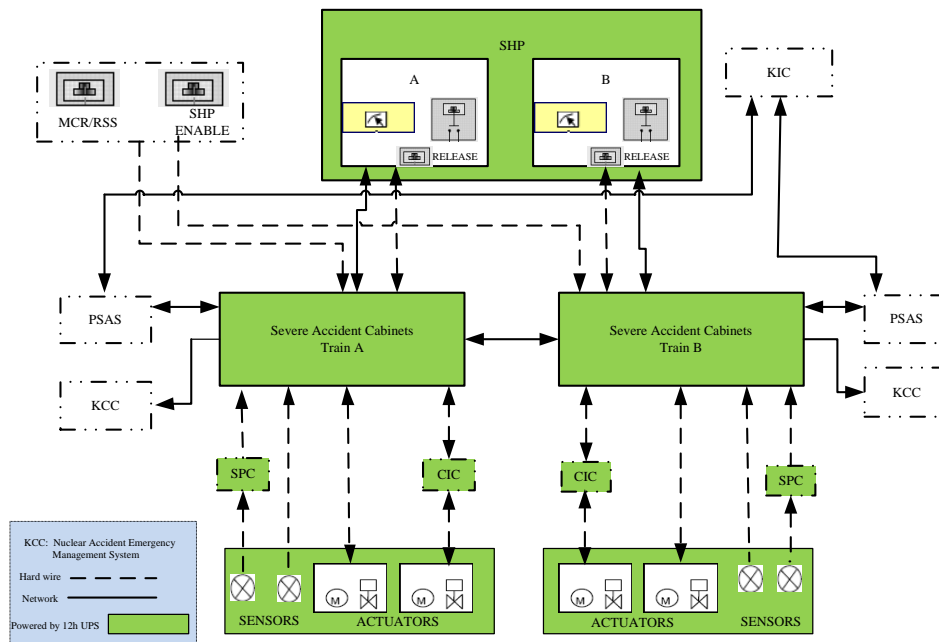 SHP
A
B
RELEASE
RELEASE
MCR/RSS
SHP
ENABLE
KIC
PSAS
Severe Accident Cabinets
Train A
Severe Accident Cabinets
Train B
PSAS
KCC
KCC
SPC
CIC
CIC
SPC
M
M
M
M
SENSORS
ACTUATORS
ACTUATORS
SENSORS
KCC: Nuclear Accident Emergency
Management System
Hard wire
Network
Powered by 12h UPS